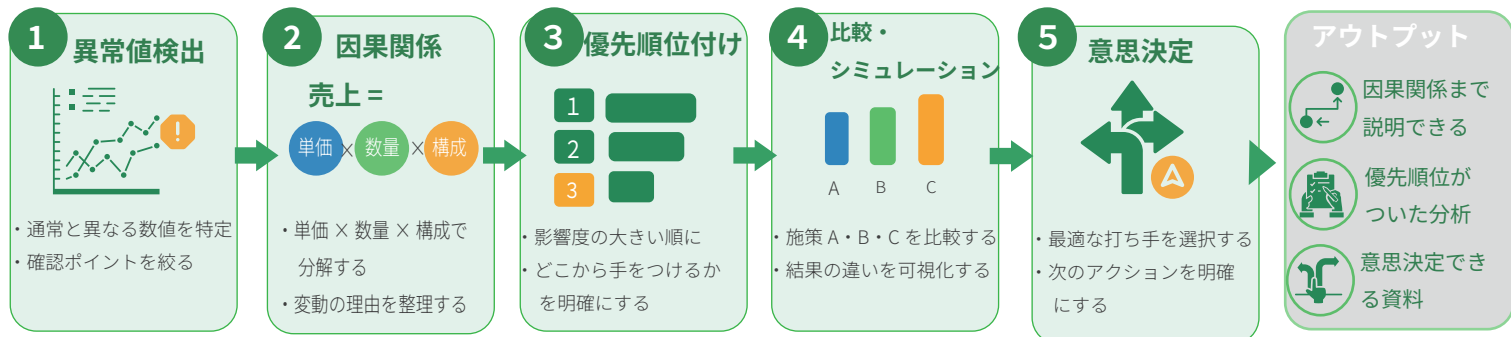 1
異常値検出
・通常と異なる数値を特定
・確認ポイントを絞る
2
因果関係
売上 =
単価 × 数量 × 構成
・単価 × 数量 × 構成で
分解する
・変動の理由を整理する
3
優先順位付け
1
2
3
・影響度の大きい順に
・どこから手をつけるか
を明確にする
4
比較・
シミュレーション
A B C
・施策 A・B・C を比較する
・結果の違いを可視化する
5
意思決定
・最適な打ち手を選択する
・次のアクションを明確
にする
アウトプット
因果関係まで
説明できる
優先順位が
ついた分析
意思決定でき
る資料